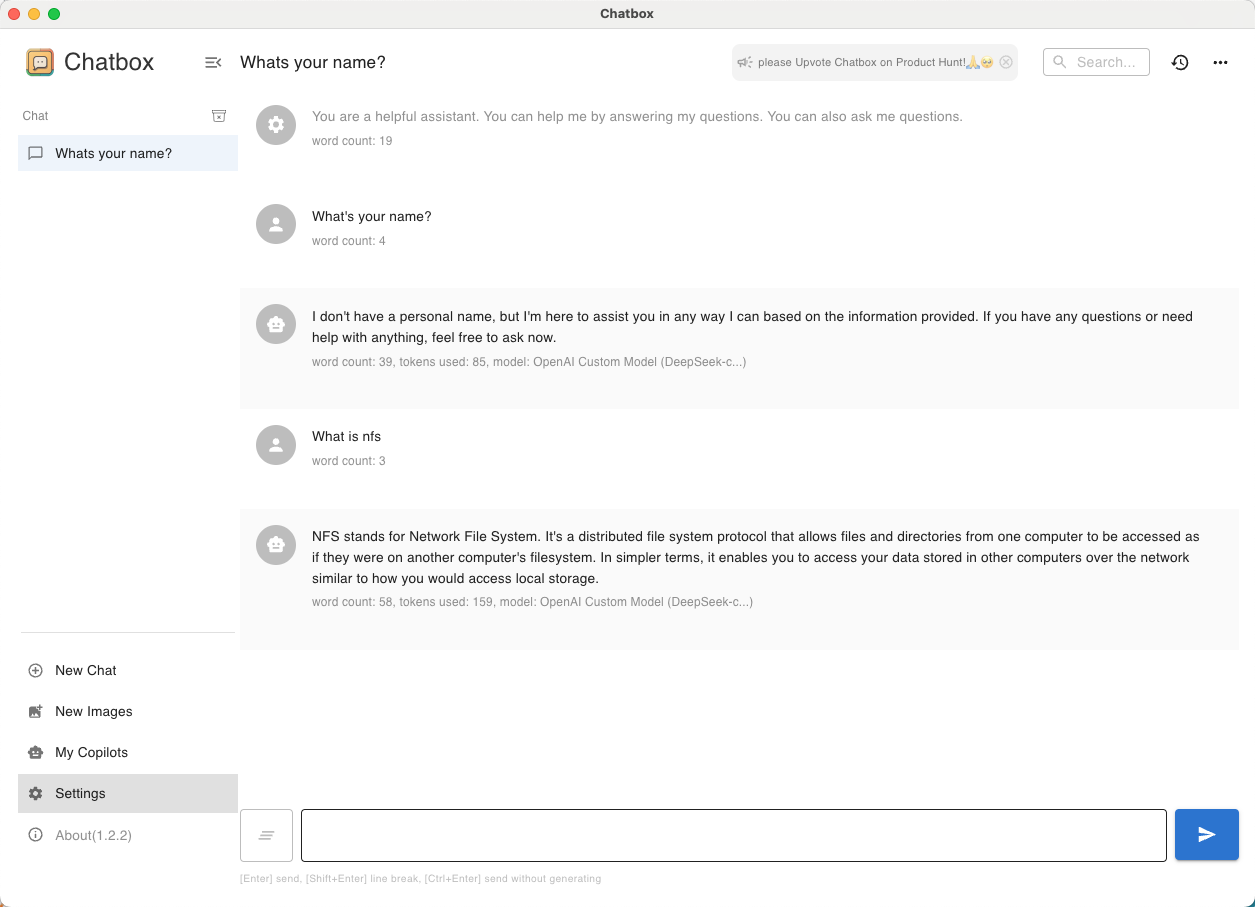 Chatbox
Chatbox
Whats your name?
please Upvote Chatbox on Product Hunt!🙏🥺
Search...
Chat
Whats your name?
You are a helpful assistant. You can help me by answering my questions. You can also ask me questions.
word count: 19
What's your name?
word count: 4
I don't have a personal name, but I'm here to assist you in any way I can based on the information provided. If you have any questions or need
help with anything, feel free to ask now.
word count: 39, tokens used: 85, model: OpenAI Custom Model (DeepSeek-c...)
What is nfs
word count: 3
NFS stands for Network File System. It's a distributed file system protocol that allows files and directories from one computer to be accessed as
if they were on another computer's filesystem. In simpler terms, it enables you to access your data stored in other computers over the network
similar to how you would access local storage.
word count: 58, tokens used: 159, model: OpenAI Custom Model (DeepSeek-c...)
New Chat
New Images
My Copilots
Settings
About(1.2.2)
[Enter] send, [Shift+Enter] line break, [Ctrl+Enter] send without generating